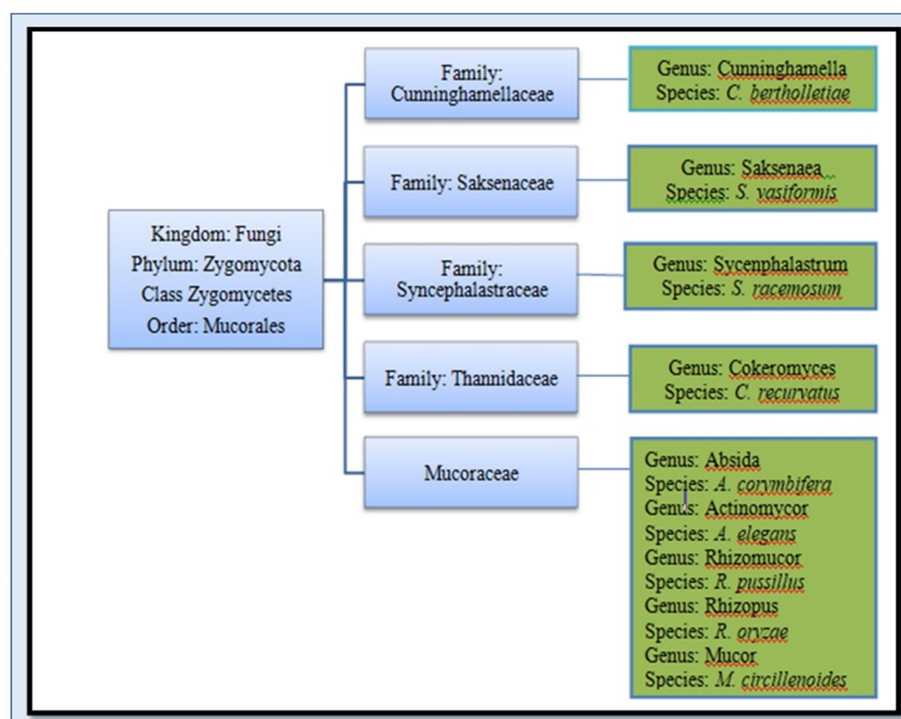 Kingdom: Fungi
Phylum: Zygomycota
Class Zygomycetes
Order: Mucorales
Family:
Cunninghamellaceae
Genus: Cunninghamella
Species: C. bertholletiae
Family: Saksenaceae
Genus: Saksenaea
Species: S. vasiformis
Family:
Syncephalastraceae
Genus: Sycenphalastrum
Species: S. racemosum
Family: Thannidaceae
Genus: Cokeromyces
Species: C. recurvatus
Mucoraceae
Genus: Absida
Species: A. corymbifera
Genus: Actinomycor
Species: A. elegans
Genus: Rhizomucor
Species: R. pussillus
Genus: Rhizopus
Species: R. oryzae
Genus: Mucor
Species: M. circillenoides